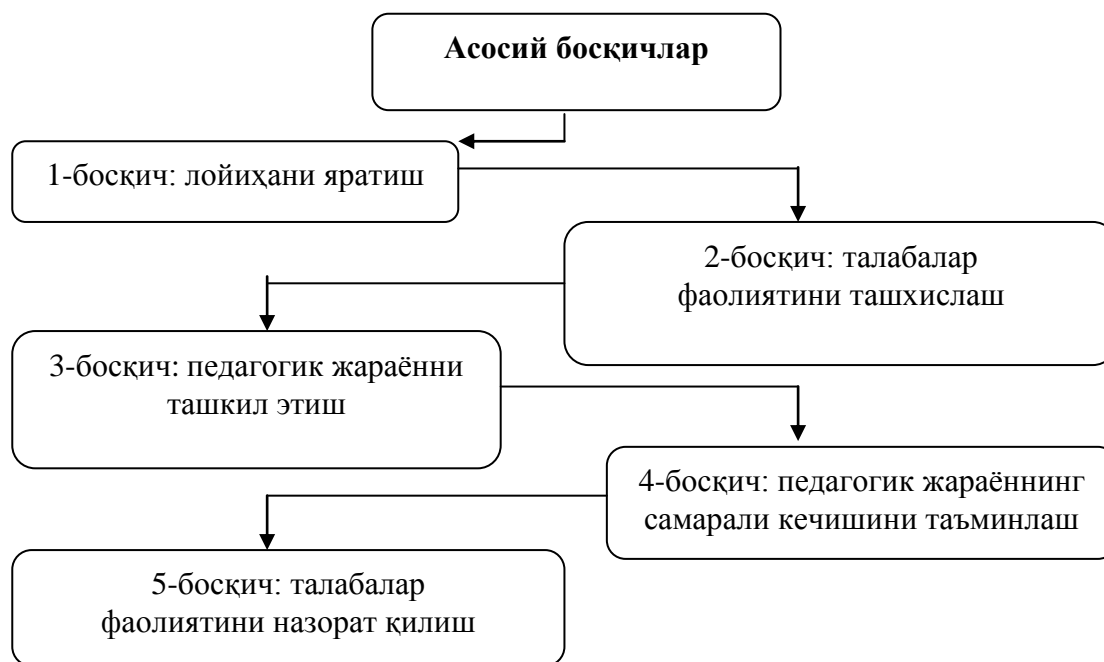 Асосий босқичлар
1-босқич: лойиҳани яратиш
2-босқич: талабалар
фаолиятини ташхислаш
3-босқич: педагогик жараённи
ташкил этиш
4-босқич: педагогик жараённинг
самарали кечишини таъминлаш
5-босқич: талабалар
фаолиятини назорат қилиш